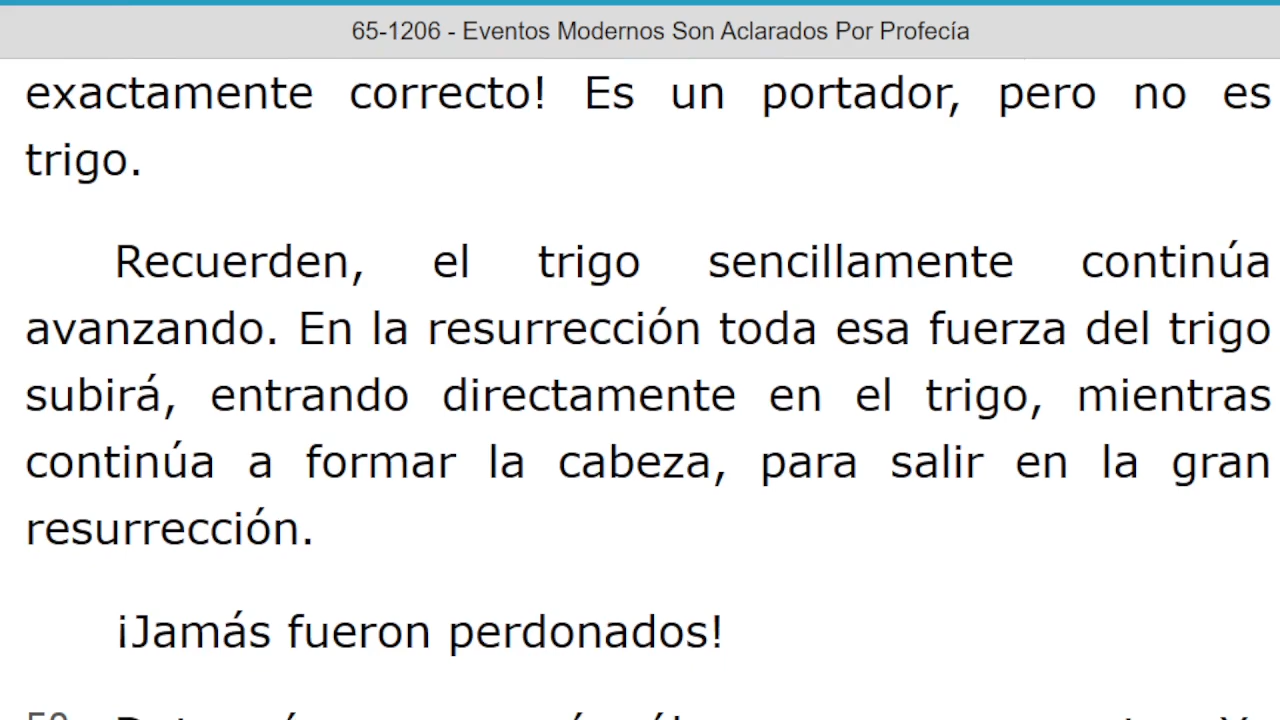 65-1206 - Eventos Modernos Son Aclarados Por Profecía
exactamente correcto! Es un portador, pero no es
trigo.
Recuerden, el trigo sencillamente continúa
avanzando. En la resurrección toda esa fuerza del trigo
subirá, entrando directamente en el trigo, mientras
continúa a formar la cabeza, para salir en la gran
resurrección.
¡Jamás fueron perdonados!